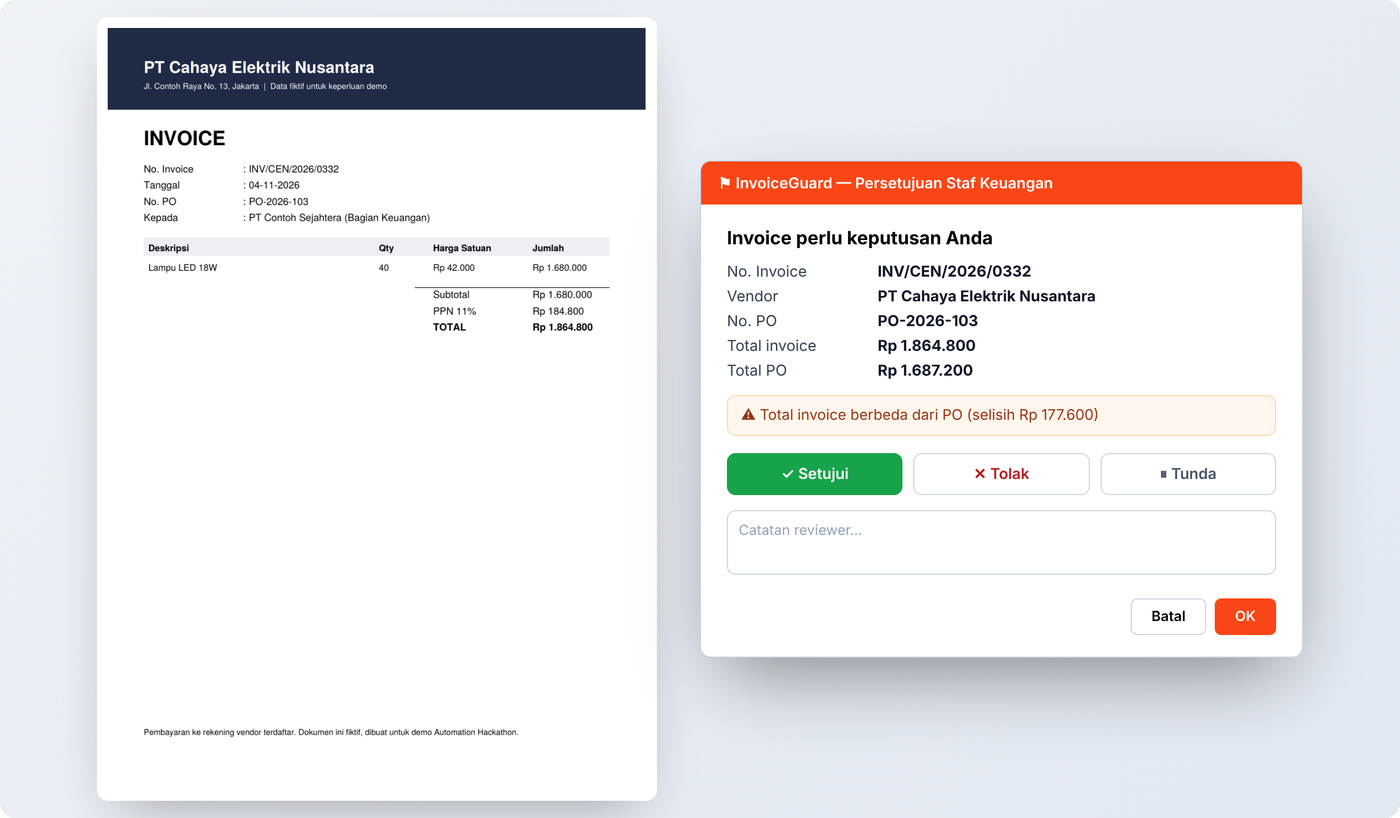 PT Cahaya Elektrik Nusantara
Jl. Contoh Raya No. 13, Jakarta | Data fiktif untuk keperluan demo
INVOICE
No. Invoice : INV/CEN/2026/0332
Tanggal : 04-11-2026
No. PO : PO-2026-103
Kepada : PT Contoh Sejahtera (Bagian Keuangan)
Deskripsi Qty Harga Satuan Jumlah
Lampu LED 18W 40 Rp 42.000 Rp 1.680.000
Subtotal Rp 1.680.000
PPN 11% Rp 184.800
TOTAL Rp 1.864.800
Pembayaran ke rekening vendor terdaftar. Dokumen ini fiktif, dibuat untuk demo Automation Hackathon.
⚑ InvoiceGuard — Persetujuan Staf Keuangan
Invoice perlu keputusan Anda
No. Invoice INV/CEN/2026/0332
Vendor PT Cahaya Elektrik Nusantara
No. PO PO-2026-103
Total invoice Rp 1.864.800
Total PO Rp 1.687.200
⚠ Total invoice berbeda dari PO (selisih Rp 177.600)
✓ Setujui ✕ Tolak ⏸ Tunda
Catatan reviewer...
Batal OK